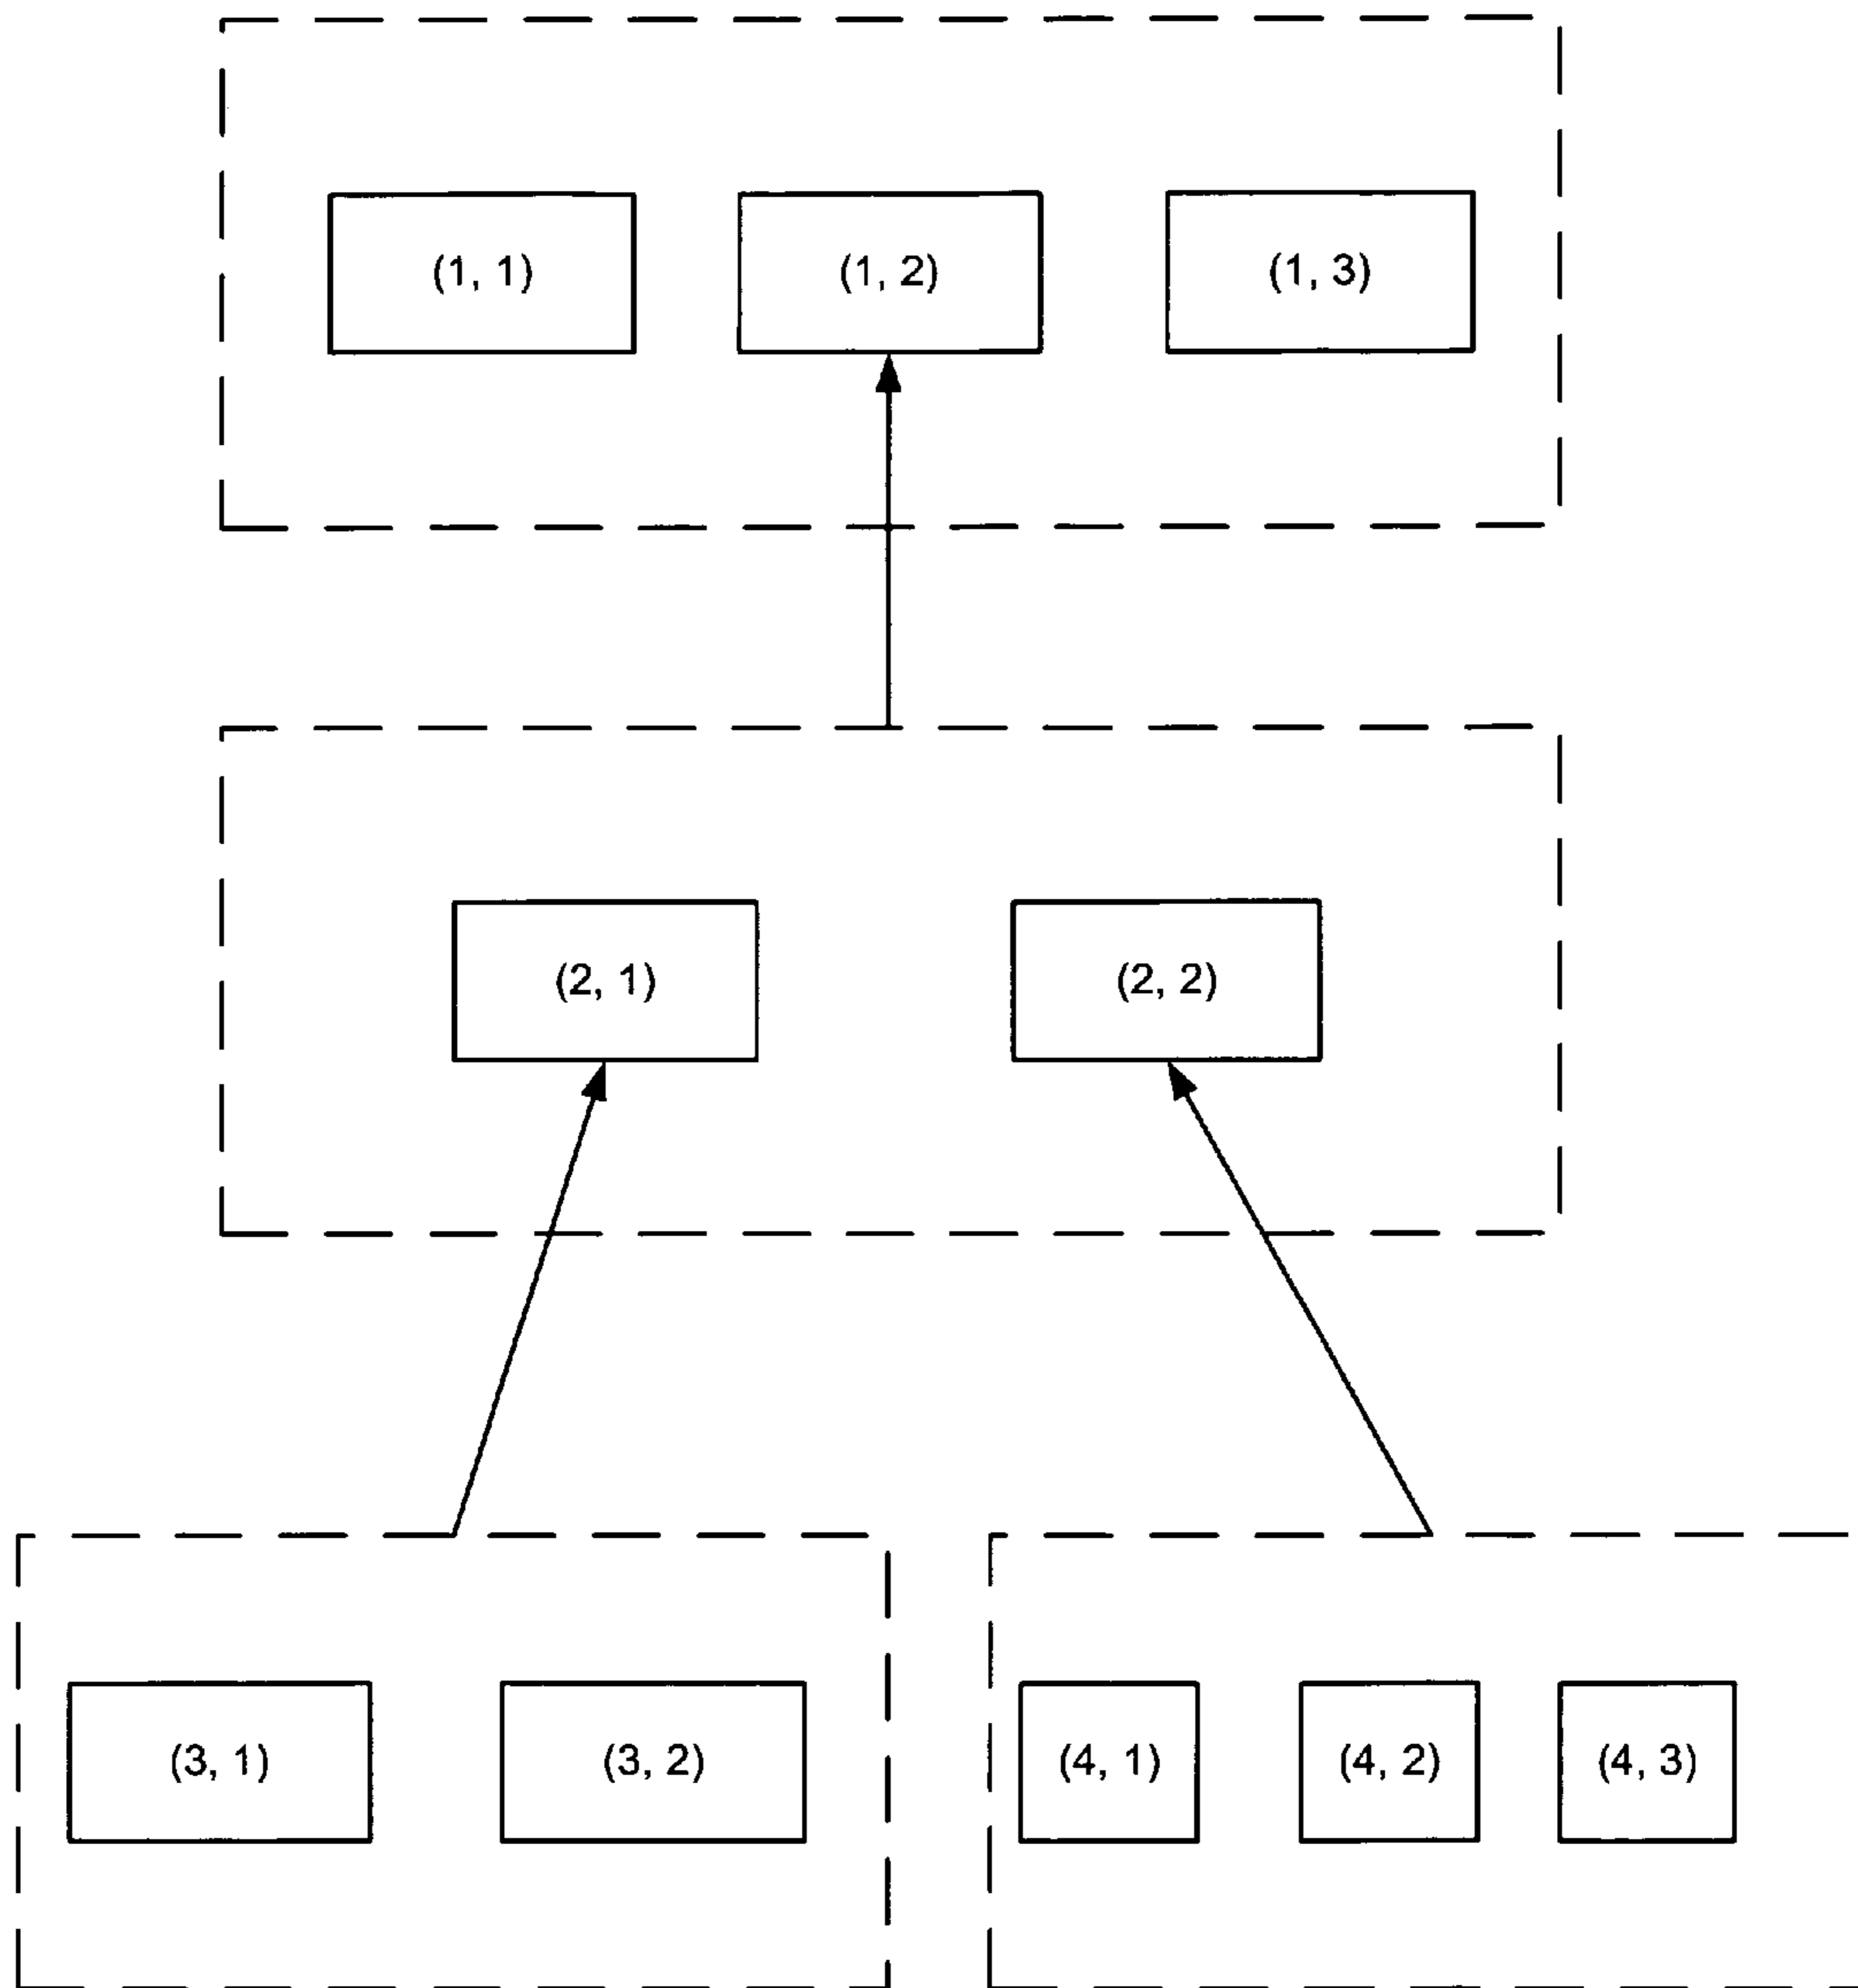 (1, 1) (1, 2) (1, 3)
(2, 1) (2, 2)
(3, 1) (3, 2) (4, 1) (4, 2) (4, 3)